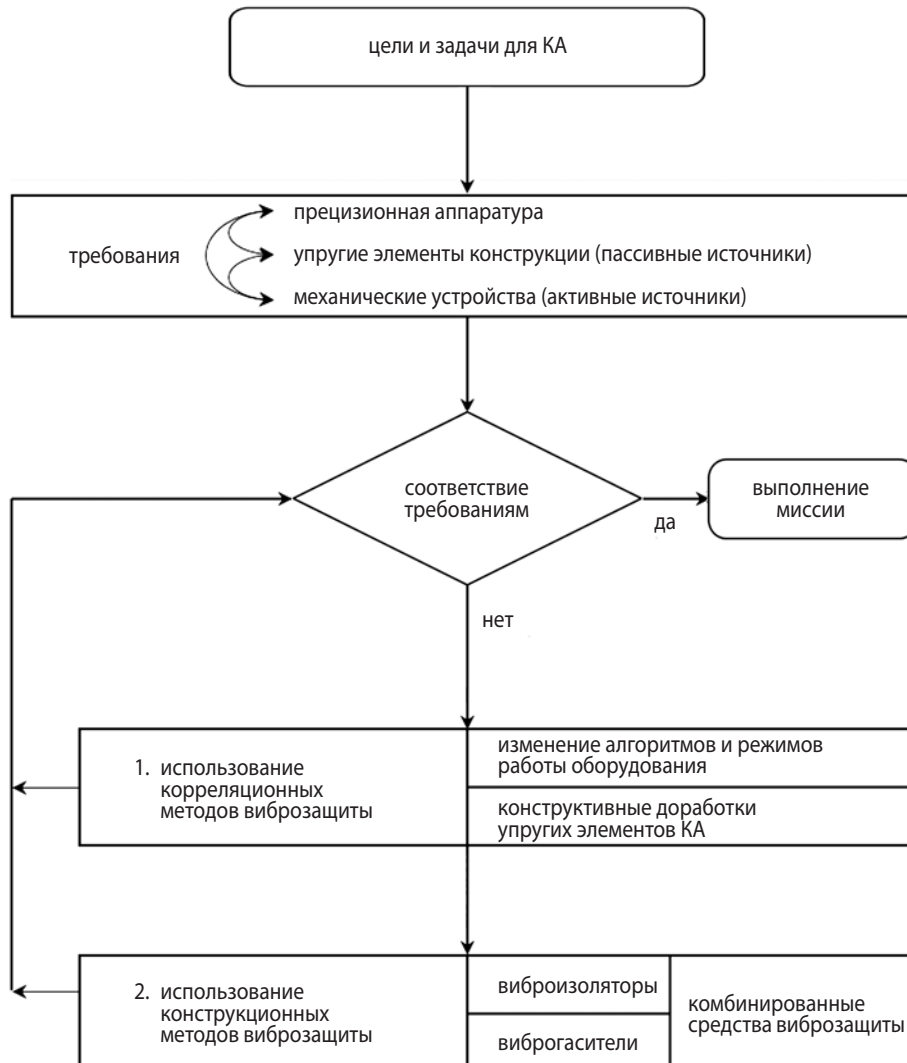 цели и задачи для КА
требования
прецизионная аппаратура
упругие элементы конструкции (пассивные источники)
механические устройства (активные источники)
соответствие
требованиям
да
выполнение
миссии
нет
1. использование
корреляционных
методов виброзащиты
изменение алгоритмов и режимов
работы оборудования
конструктивные доработки
упругих элементов КА
2. использование
конструкционных
методов виброзащиты
виброизоляторы
виброгасители
комбинированные
средства виброзащиты